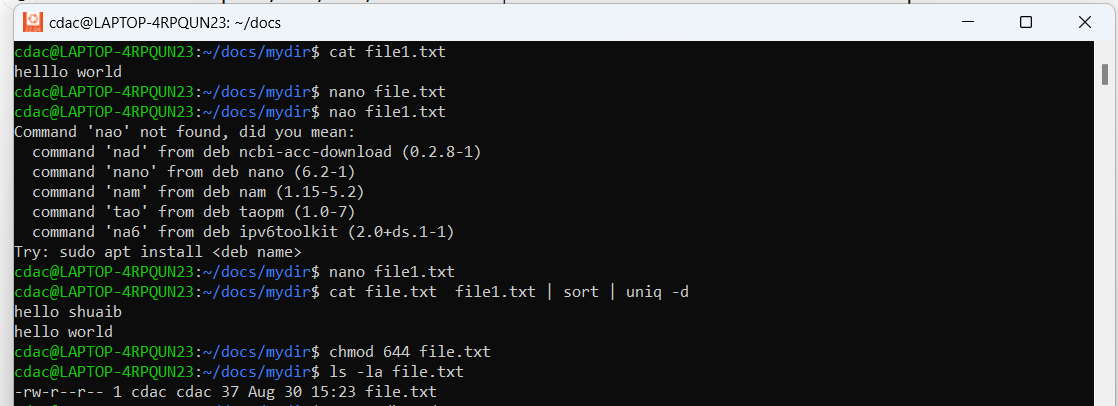 cdac@LAPTOP-4RPQUN23: ~/docs
cdac@LAPTOP-4RPQUN23:~/docs/mydir$ cat file1.txt
helllo world
cdac@LAPTOP-4RPQUN23:~/docs/mydir$ nano file.txt
cdac@LAPTOP-4RPQUN23:~/docs/mydir$ nao file1.txt
Command 'nao' not found, did you mean:
  command 'nad' from deb ncbi-acc-download (0.2.8-1)
  command 'nano' from deb nano (6.2-1)
  command 'nam' from deb nam (1.15-5.2)
  command 'tao' from deb taopm (1.0-7)
  command 'na6' from deb ipv6toolkit (2.0+ds.1-1)
Try: sudo apt install <deb name>
cdac@LAPTOP-4RPQUN23:~/docs/mydir$ nano file1.txt
cdac@LAPTOP-4RPQUN23:~/docs/mydir$ cat file.txt  file1.txt | sort | uniq -d
hello shuaib
hello world
cdac@LAPTOP-4RPQUN23:~/docs/mydir$ chmod 644 file.txt
cdac@LAPTOP-4RPQUN23:~/docs/mydir$ ls -la file.txt
-rw-r--r-- 1 cdac cdac 37 Aug 30 15:23 file.txt